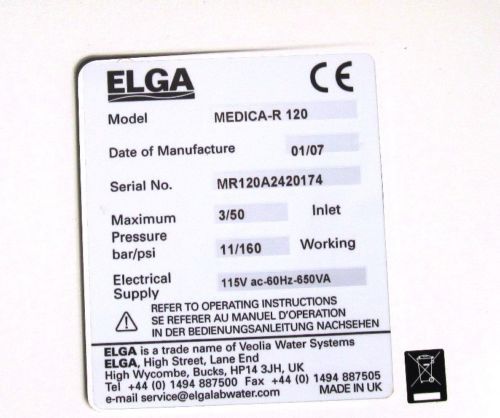 ELGA CE
Model MEDICA-R 120
Date of Manufacture 01/07
Serial No. MR120A2420174
Maximum 3/50 Inlet
Pressure
bar/psi 11/160 Working
Electrical 115V ac-60Hz-650VA
Supply
REFER TO OPERATING INSTRUCTIONS
SE REFERER AU MANUEL D'OPERATION
IN DER BEDIENUNGSANLEITUNG NACHSEHEN
ELGA is a trade name of Veolia Water Systems
ELGA, High Street, Lane End
High Wycombe, Bucks, HP14 3JH, UK
Tel +44 (0) 1494 887500 Fax +44 (0) 1494 887505
e-mail service@elgalabwater.com MADE IN UK